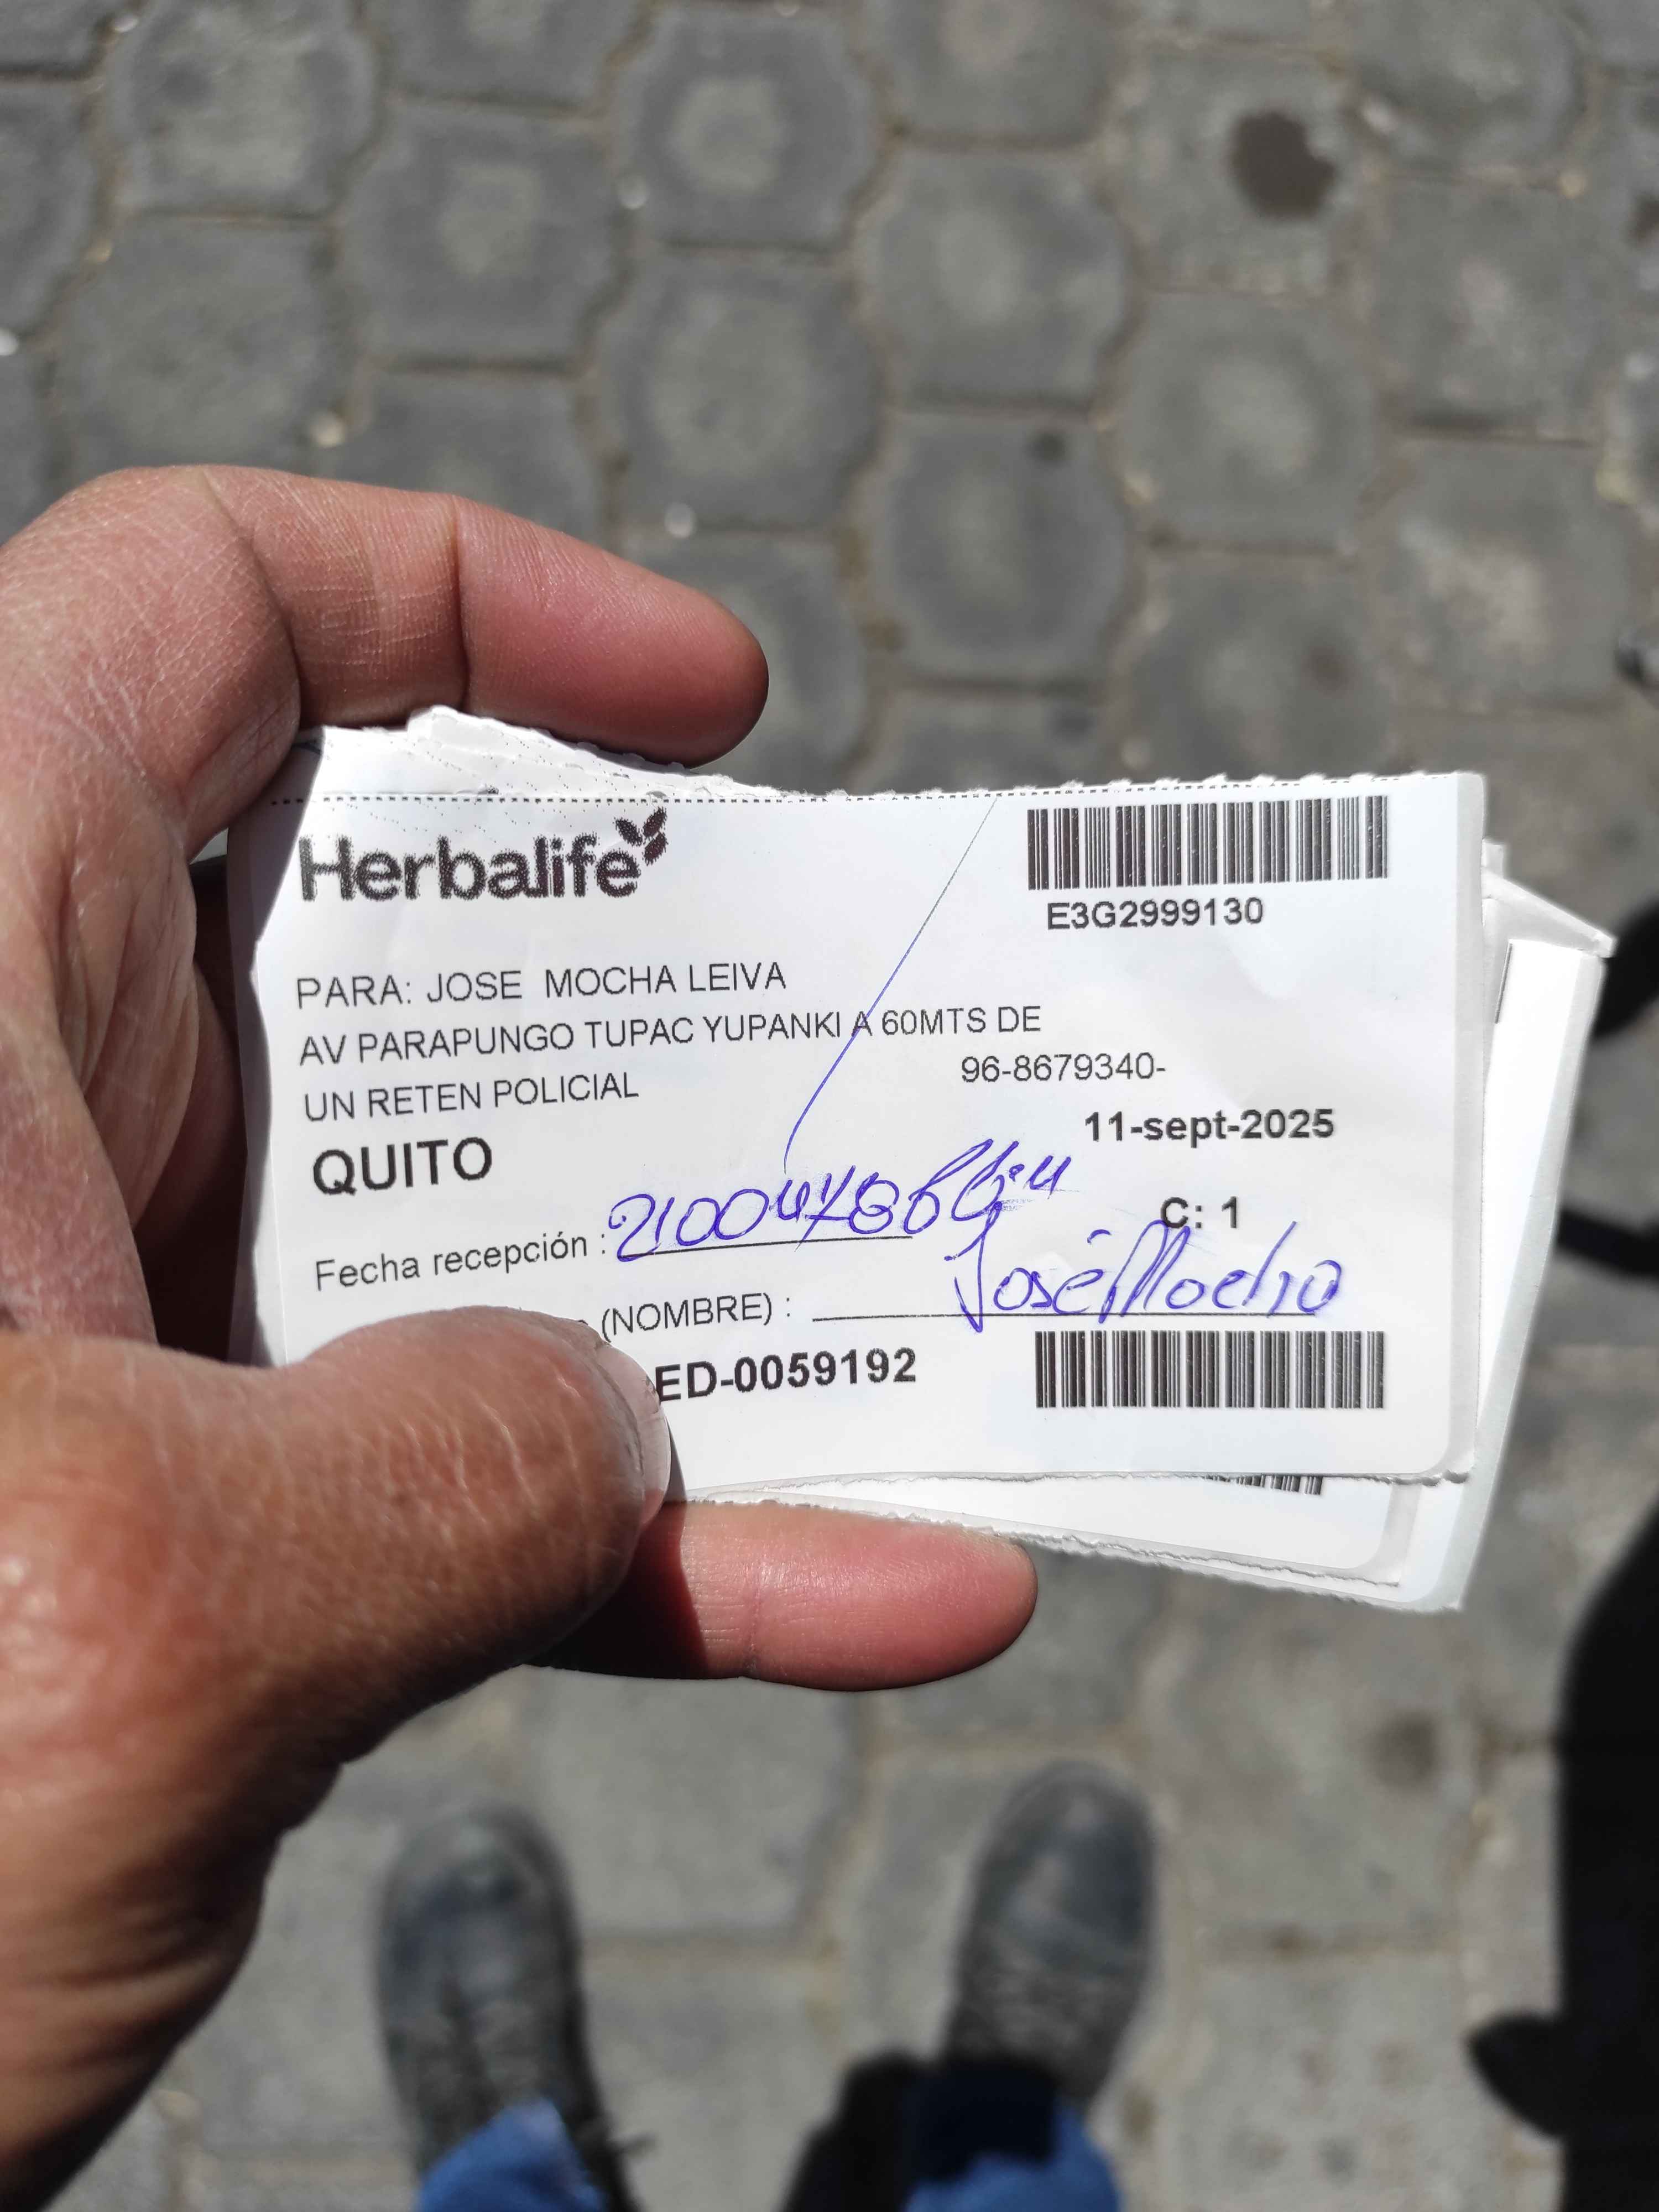 Herbalife
E3G2999130
PARA: JOSE MOCHA LEIVA
AV PARAPUNGO TUPAC YUPANKI A 60MTS DE
UN RETEN POLICIAL
96-8679340-
QUITO
11-sept-2025
C: 1
Fecha recepción :
(NOMBRE) : José Mocha
ED-0059192